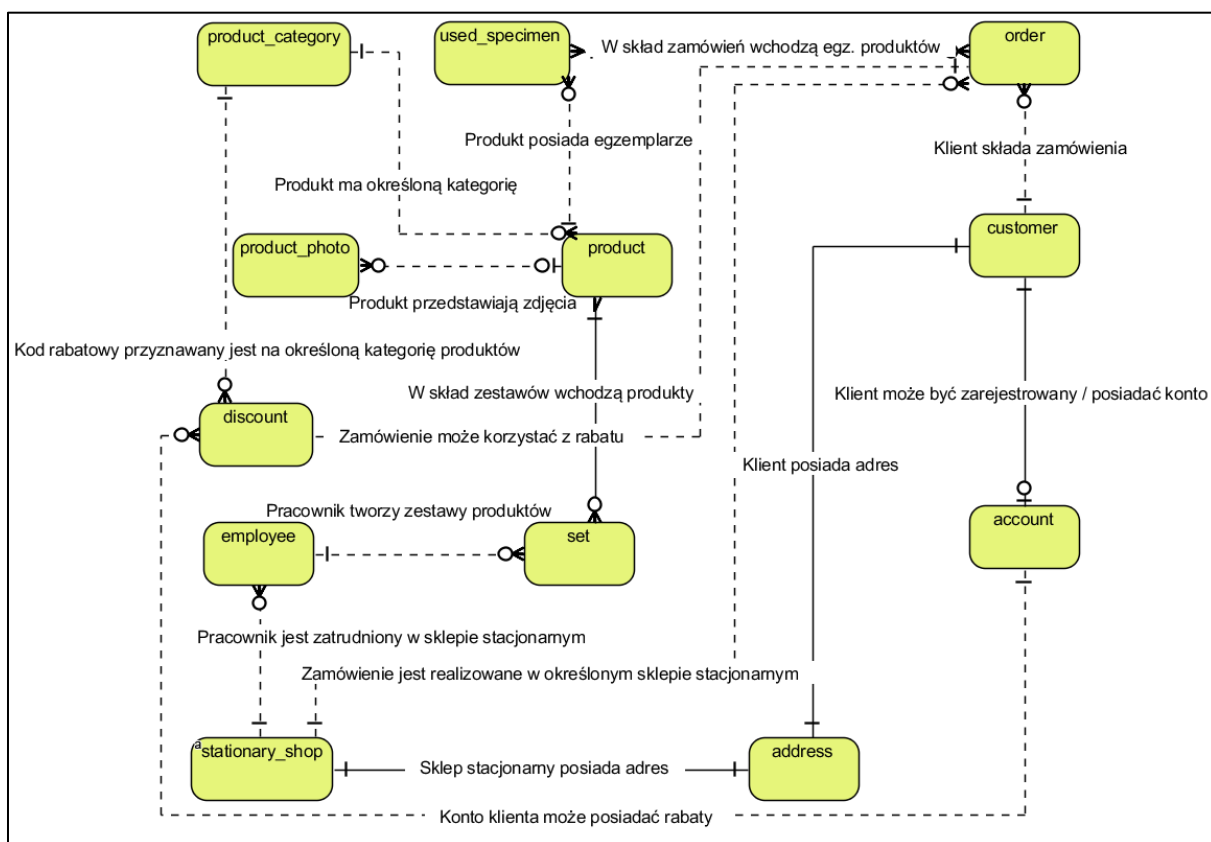 product_category
used_specimen
W skład zamówień wchodzą egz. produktów
order
Produkt posiada egzemplarze
Klient składa zamówienia
Produkt ma określoną kategorię
product_photo
product
customer
Produkt przedstawiają zdjęcia
Kod rabatowy przyznawany jest na określoną kategorię produktów
W skład zestawów wchodzą produkty
Klient może być zarejestrowany / posiadać konto
discount
Zamówienie może korzystać z rabatu
Klient posiada adres
Pracownik tworzy zestawy produktów
employee
set
account
Pracownik jest zatrudniony w sklepie stacjonarnym
Zamówienie jest realizowane w określonym sklepie stacjonarnym
a
stationary_shop
address
Sklep stacjonarny posiada adres
Konto klienta może posiadać rabaty